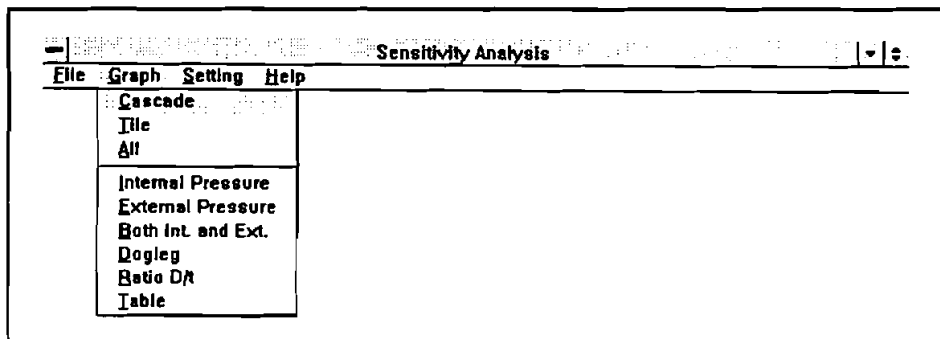 Sensitivity Analysis
File Graph Setting Help
Cascade
Tile
All
Internal Pressure
External Pressure
Both Int. and Ext.
Dogleg
Ratio D/t
Table